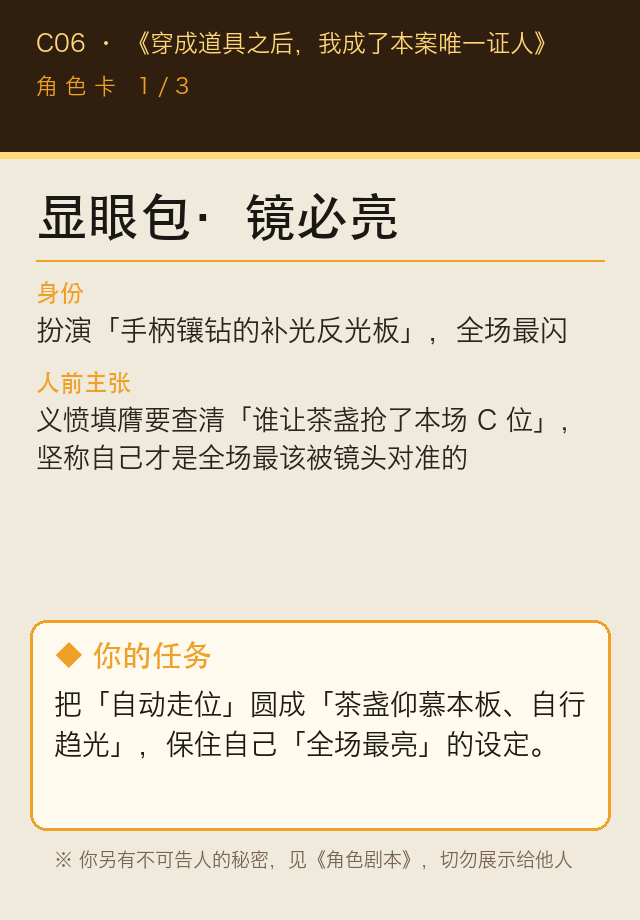 C06 · 《穿成道具之后，我成了本案唯一证人》
角色卡 1/3
显眼包· 镜必亮
身份
扮演「手柄镶钻的补光反光板」，全场最闪
人前主张
义愤填膺要查清「谁让茶盏抢了本场 C 位」，
坚称自己才是全场最该被镜头对准的
◆ 你的任务
把「自动走位」圆成「茶盏仰慕本板、自行
趋光」，保住自己「全场最亮」的设定。
※ 你另有不可告人的秘密，见《角色剧本》，切勿展示给他人